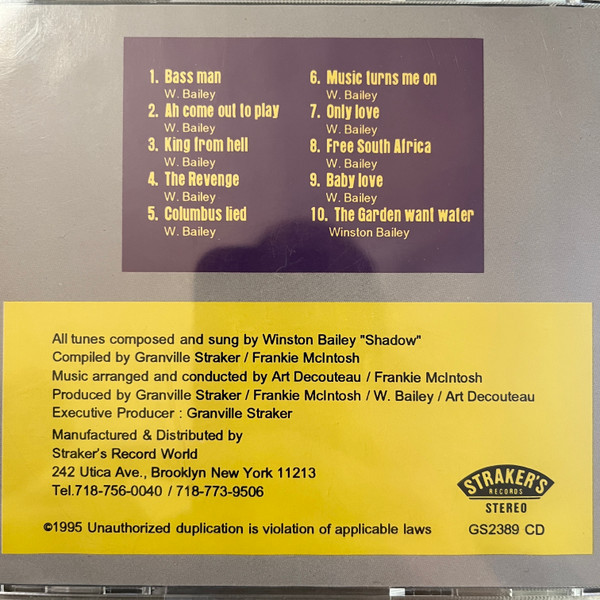 1. Bass man
W. Bailey
2. Ah come out to play
W. Bailey
3. King from hell
W. Bailey
4. The Revenge
W. Bailey
5. Columbus lied
W. Bailey
6. Music turns me on
W. Bailey
7. Only love
W. Bailey
8. Free South Africa
W. Bailey
9. Baby love
W. Bailey
10. The Garden want water
Winston Bailey
All tunes composed and sung by Winston Bailey "Shadow"
Compiled by Granville Straker / Frankie McIntosh
Music arranged and conducted by Art Decouteau / Frankie McIntosh
Produced by Granville Straker / Frankie McIntosh / W. Bailey / Art Decouteau
Executive Producer : Granville Straker
Manufactured & Distributed by
Straker's Record World
242 Utica Ave., Brooklyn New York 11213
Tel.718-756-0040 / 718-773-9506
©1995 Unauthorized duplication is violation of applicable laws
STRAKER'S
RECORDS
STEREO
GS2389 CD